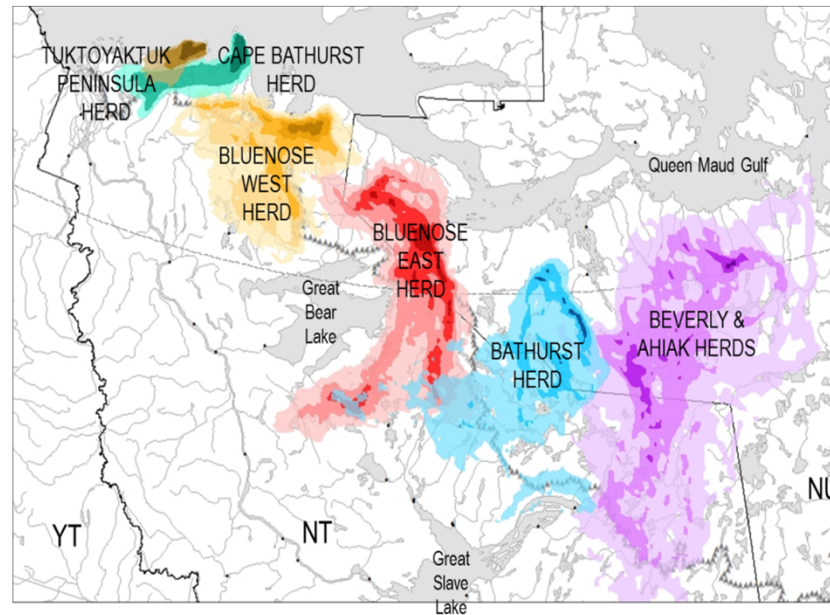 TUKTOYAKTUK
PENINSULA
HERD
CAPE BATHURST
HERD
BLUENOSE
WEST
HERD
Queen Maud Gulf
BLUENOSE
EAST
HERD
Great
Bear
Lake
BEVERLY &
AHIAK HERDS
BATHURST
HERD
NU
YT
NT
Great
Slave
Lake